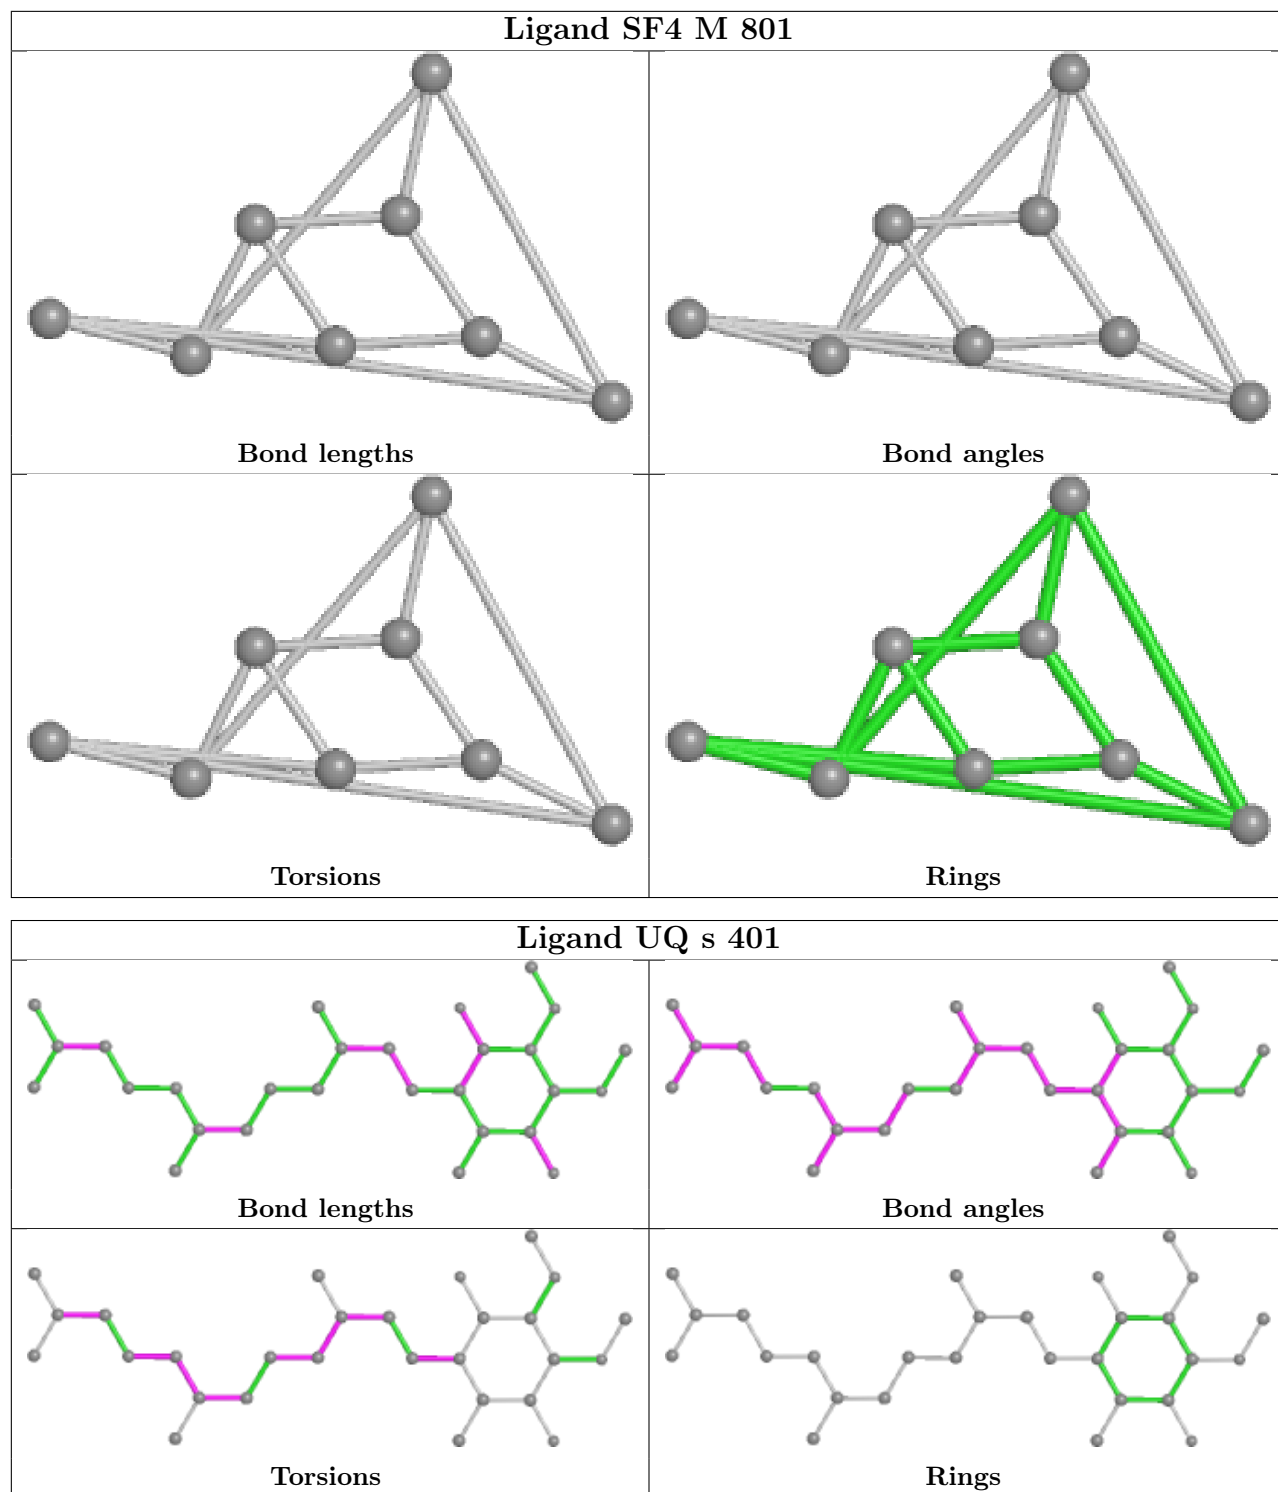 Ligand SF4 M 801
Bond lengths
Bond angles
Torsions
Rings
Ligand UQ s 401
Bond lengths
Bond angles
Torsions
Rings